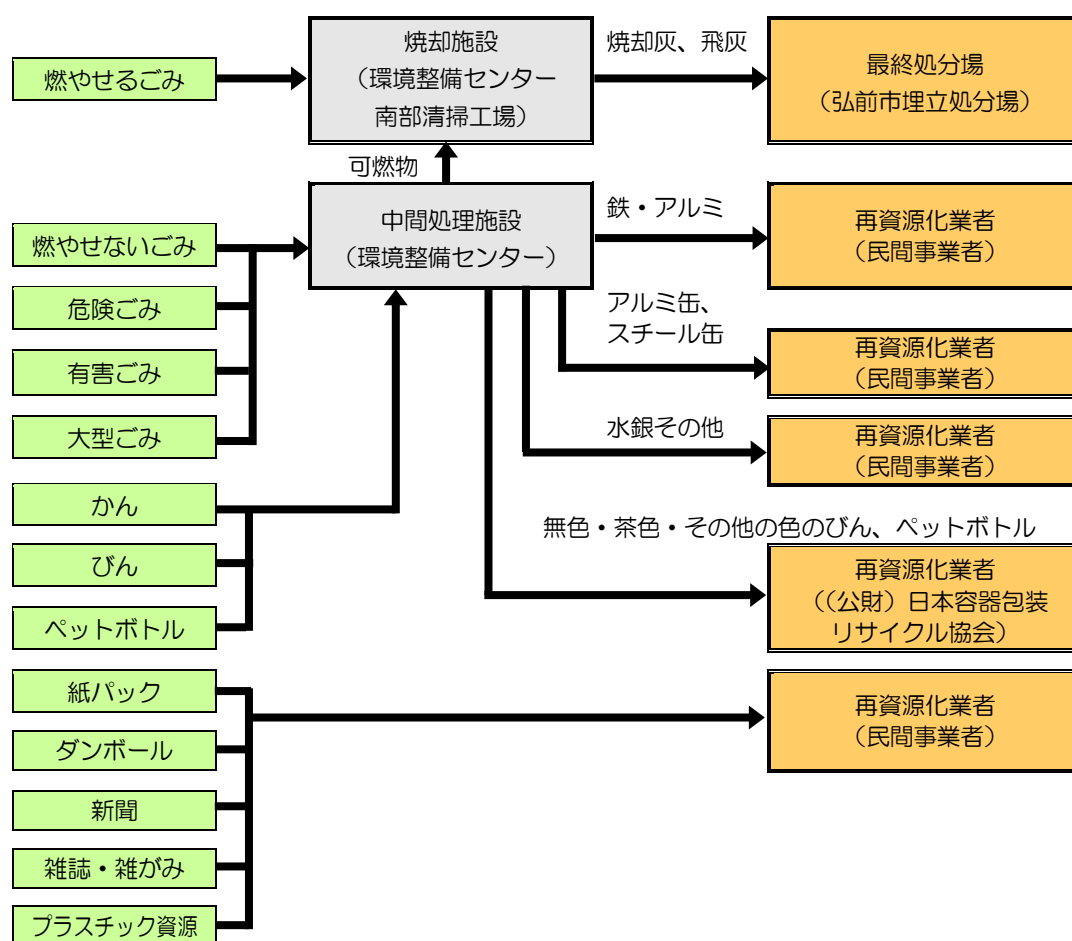 燃やせるごみ
焼却施設
（環境整備センター
南部清掃工場）
焼却灰、飛灰
最終処分場
（弘前市埋立処分場）
可燃物
燃やせないごみ
危険ごみ
有害ごみ
大型ごみ
中間処理施設
（環境整備センター）
鉄・アルミ
再資源化業者
（民間事業者）
アルミ缶、
スチール缶
再資源化業者
（民間事業者）
水銀その他
再資源化業者
（民間事業者）
かん
びん
ペットボトル
無色・茶色・その他の色のびん、ペットボトル
再資源化業者
（(公財）日本容器包装
リサイクル協会）
紙パック
ダンボール
新聞
雑誌・雑がみ
プラスチック資源
再資源化業者
（民間事業者）